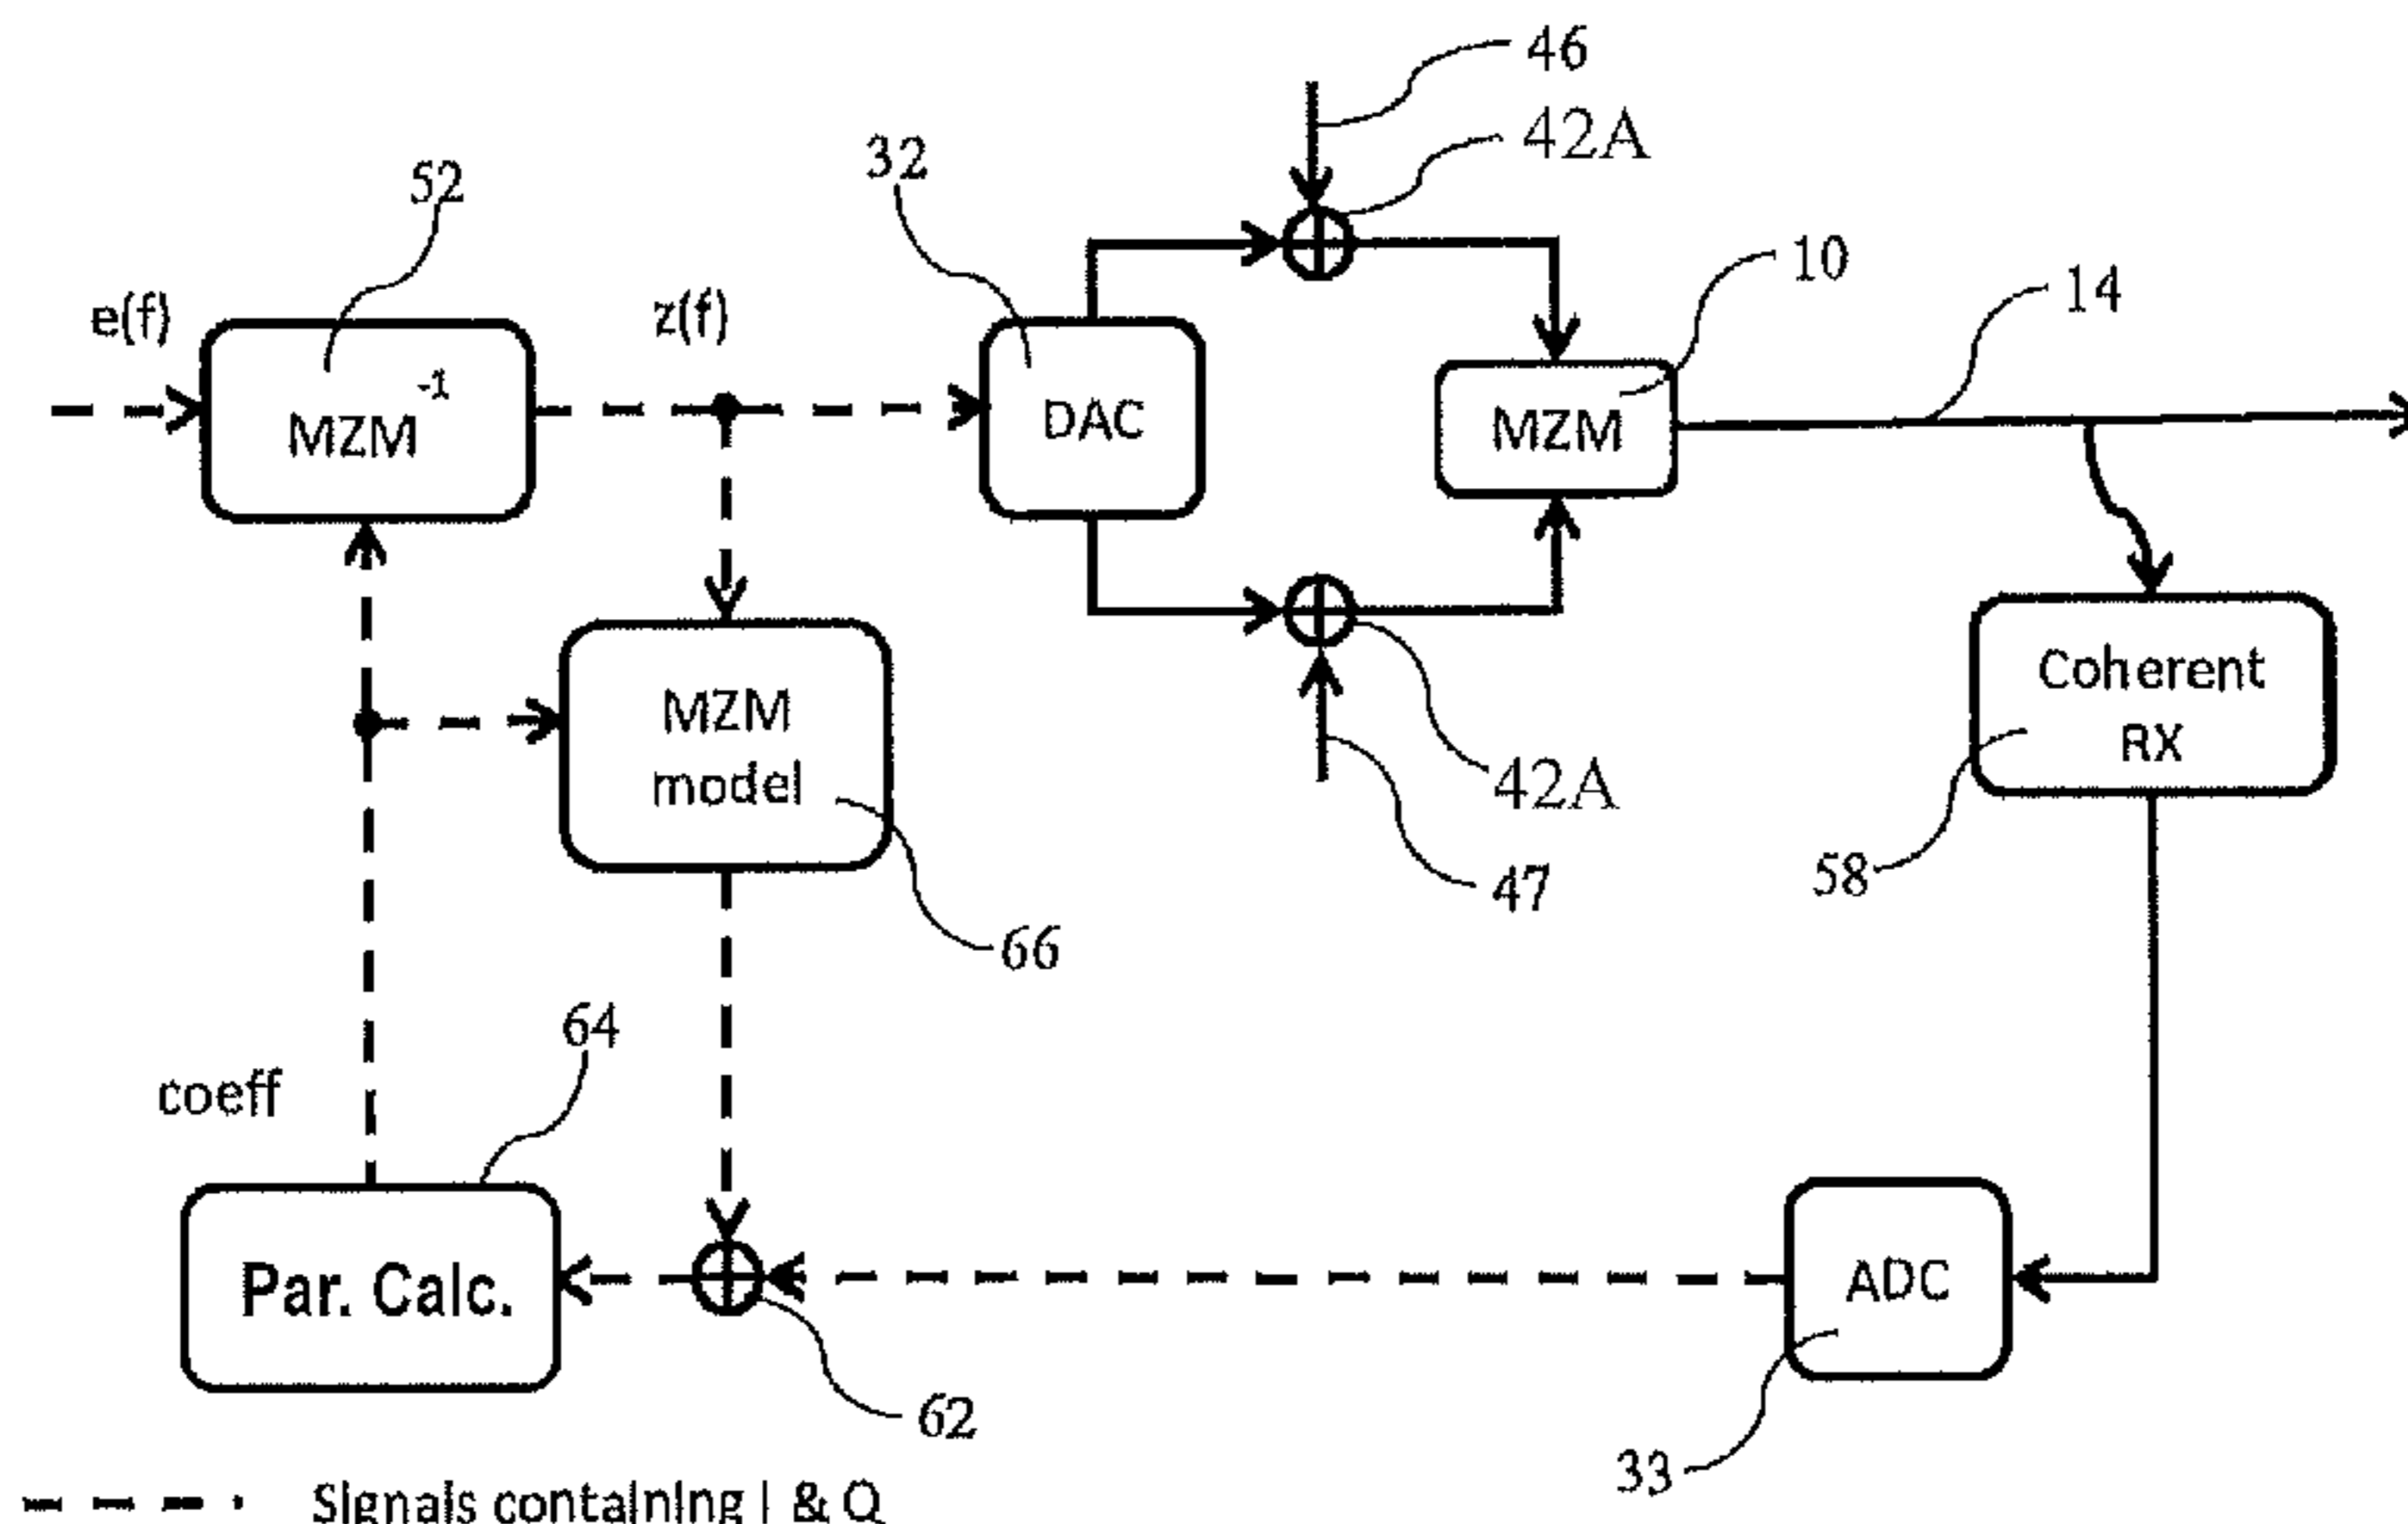 46
42A
32
52
10
14
e(f)
z(f)
MZM-1
DAC
MZM
MZM
model
Coherent
RX
42A
47
58
66
64
coeff
Par. Calc.
ADC
62
33
Signals containing I & Q